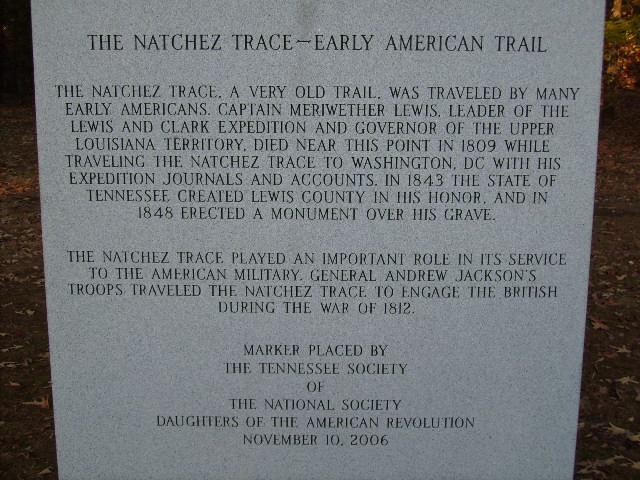 THE NATCHEZ TRACE–EARLY AMERICAN TRAIL
THE NATCHEZ TRACE, A VERY OLD TRAIL, WAS TRAVELED BY MANY
EARLY AMERICANS. CAPTAIN MERIWETHER LEWIS, LEADER OF THE
LEWIS AND CLARK EXPEDITION AND GOVERNOR OF THE UPPER
LOUISIANA TERRITORY, DIED NEAR THIS POINT IN 1809 WHILE
TRAVELING THE NATCHEZ TRACE TO WASHINGTON, DC WITH HIS
EXPEDITION JOURNALS AND ACCOUNTS. IN 1843 THE STATE OF
TENNESSEE CREATED LEWIS COUNTY IN HIS HONOR, AND IN
1848 ERECTED A MONUMENT OVER HIS GRAVE.
THE NATCHEZ TRACE PLAYED AN IMPORTANT ROLE IN ITS SERVICE
TO THE AMERICAN MILITARY. GENERAL ANDREW JACKSON'S
TROOPS TRAVELED THE NATCHEZ TRACE TO ENGAGE THE BRITISH
DURING THE WAR OF 1812.
MARKER PLACED BY
THE TENNESSEE SOCIETY
OF
THE NATIONAL SOCIETY
DAUGHTERS OF THE AMERICAN REVOLUTION
NOVEMBER 10, 2006